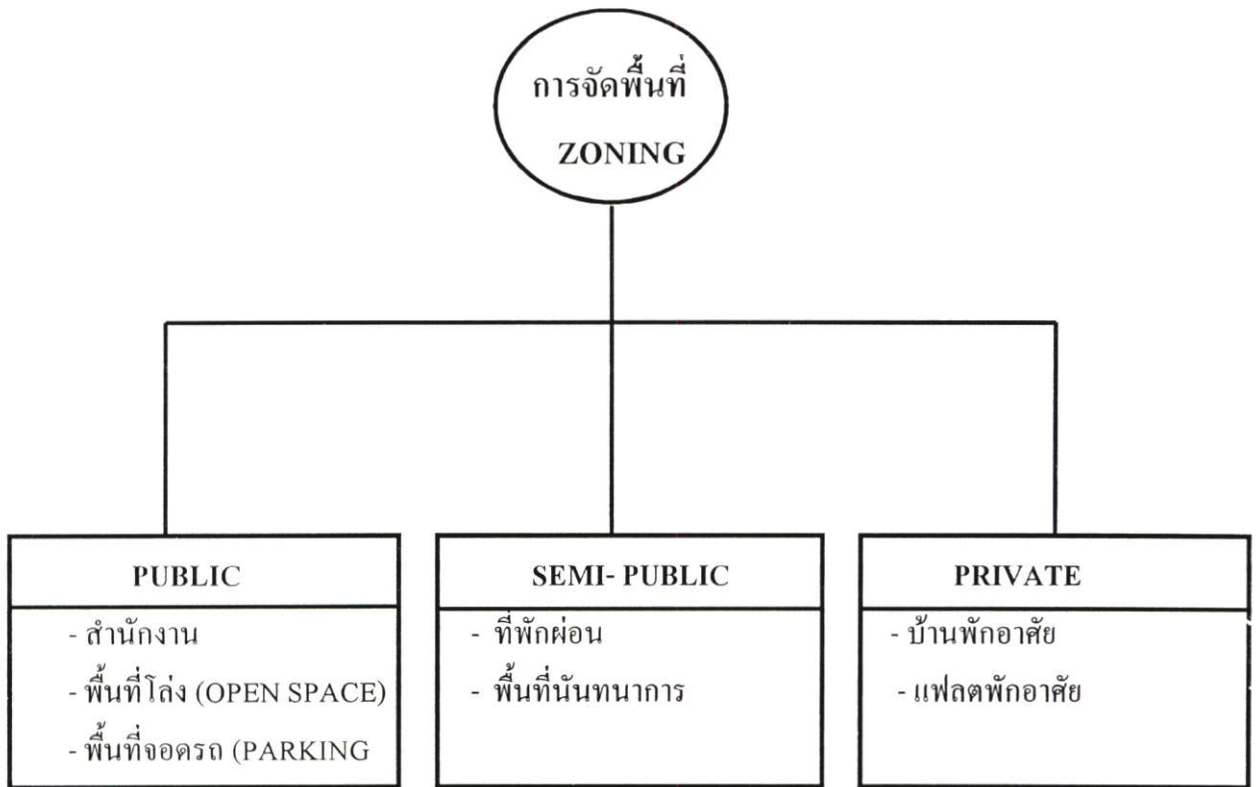 การจัดพื้นที่
ZONING
PUBLIC
- สำนักงาน
- พื้นที่โล่ง (OPEN SPACE)
- พื้นที่จอดรถ (PARKING
SEMI- PUBLIC
- ที่พักผ่อน
- พื้นที่นันทนาการ
PRIVATE
- บ้านพักอาศัย
- แฟลตพักอาศัย